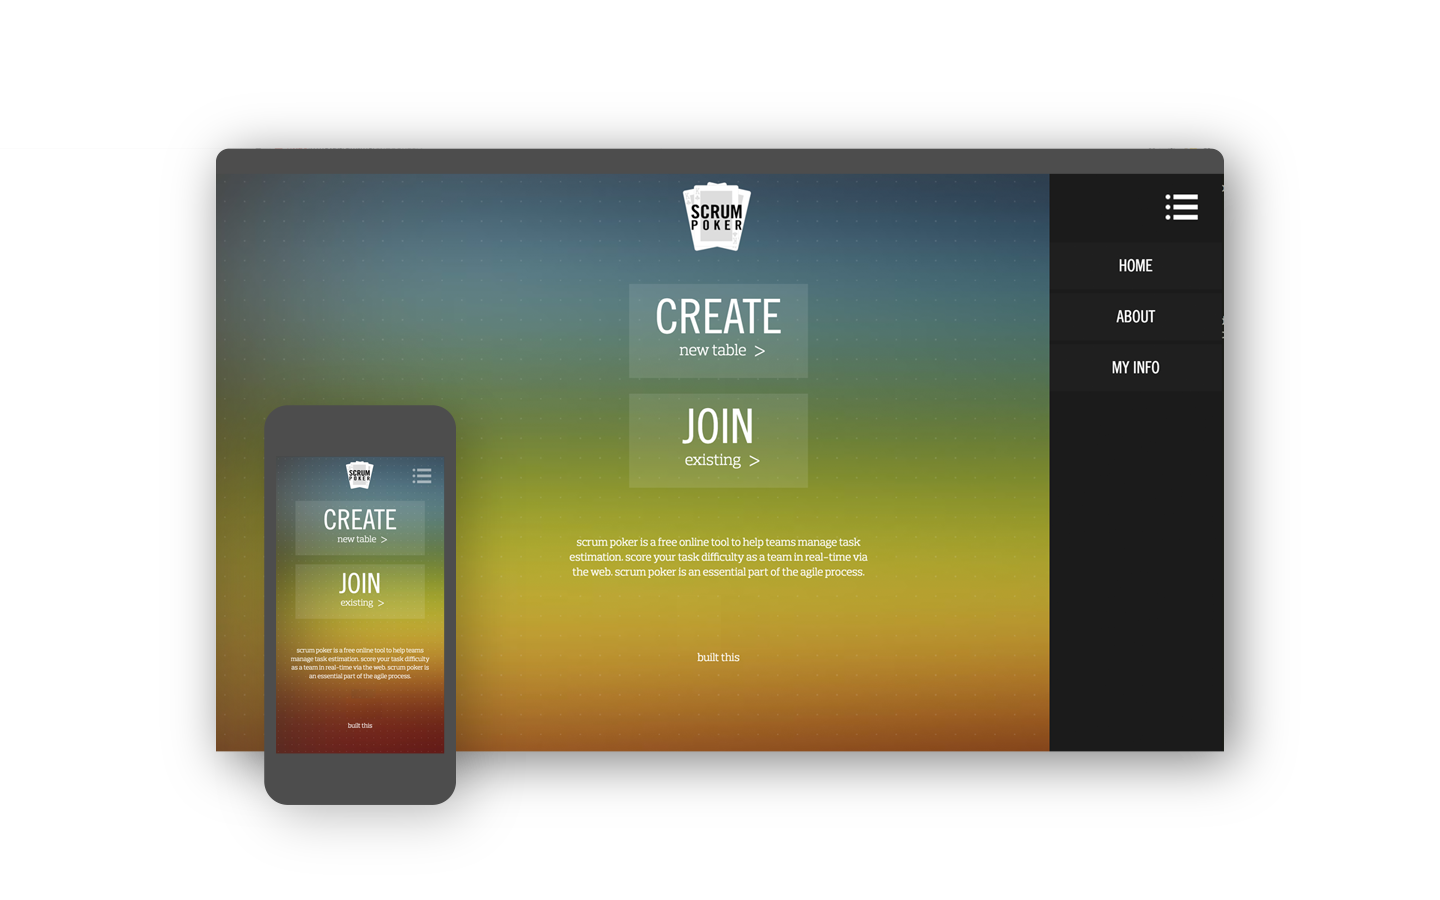 SCRUM
POKER
CREATE
new table >
JOIN
existing >
scrum poker is a free online tool to help teams manage task
estimation. score your task difficulty as a team in real-time via
the web. scrum poker is an essential part of the agile process.
built this
HOME
ABOUT
MY INFO
SCRUM
POKER
CREATE
new table >
JOIN
existing >
scrum poker is a free online tool to help teams
manage task estimation. score your task difficulty
as a team in real-time via the web. scrum poker is
an essential part of the agile process.
built this